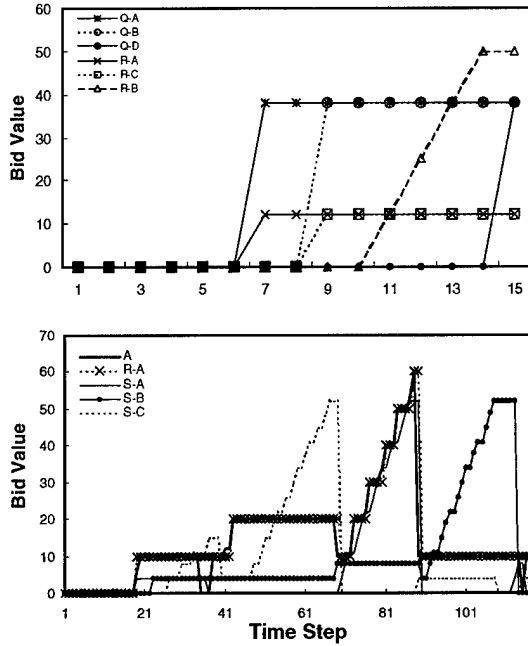 60
50
40
30
20
10
0
Bid Value
Q-A
Q-B
Q-D
R-A
R-C
R-B
1 3 5 7 9 11 13 15
70
60
50
40
30
20
10
0
Bid Value
A
R-A
S-A
S-B
S-C
1 21 41 61 81 101
Time Step